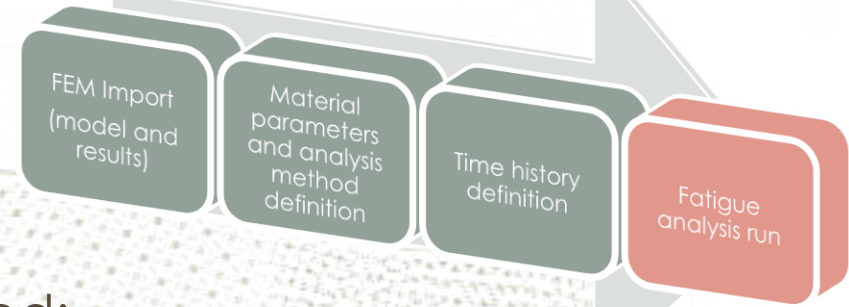 FEM Import
(model and
results)
Material
parameters
and analysis
method
definition
Time history
definition
Fatigue
analysis run